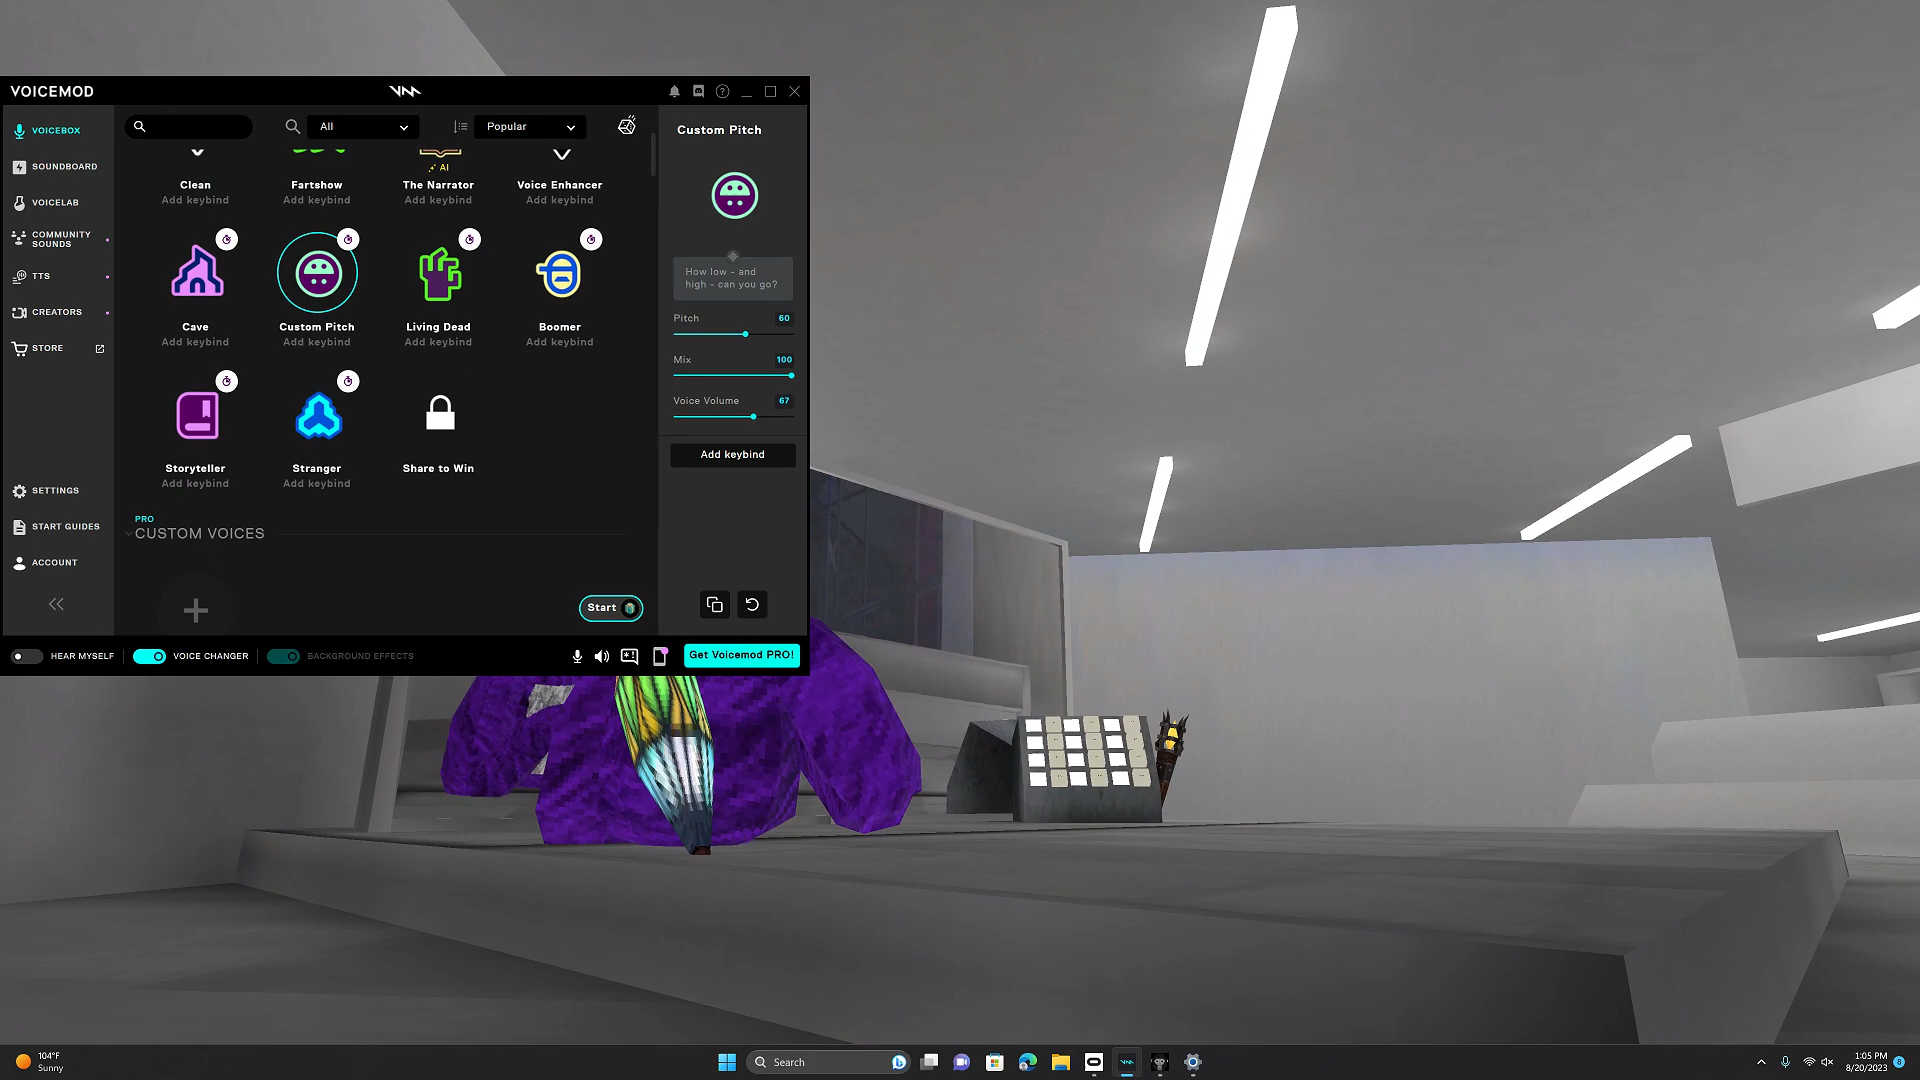 VOICEMOD
VOICEBOX
SOUNDBOARD
VOICELAB
COMMUNITY
SOUNDS
TTS
CREATORS
STORE
SETTINGS
START GUIDES
ACCOUNT
All
Popular
AI
Clean
Fartshow
The Narrator
Voice Enhancer
Add keybind
Add keybind
Add keybind
Add keybind
Cave
Custom Pitch
Living Dead
Boomer
Add keybind
Add keybind
Add keybind
Add keybind
Storyteller
Stranger
Share to Win
Add keybind
Add keybind
PRO
CUSTOM VOICES
Start
Custom Pitch
How low - and
high - can you go?
Pitch 60
Mix 100
Voice Volume 67
Add keybind
HEAR MYSELF
VOICE CHANGER
BACKGROUND EFFECTS
Get Voicemod PRO!
104°F
Sunny
Search
1:05 PM
8/20/2023
8